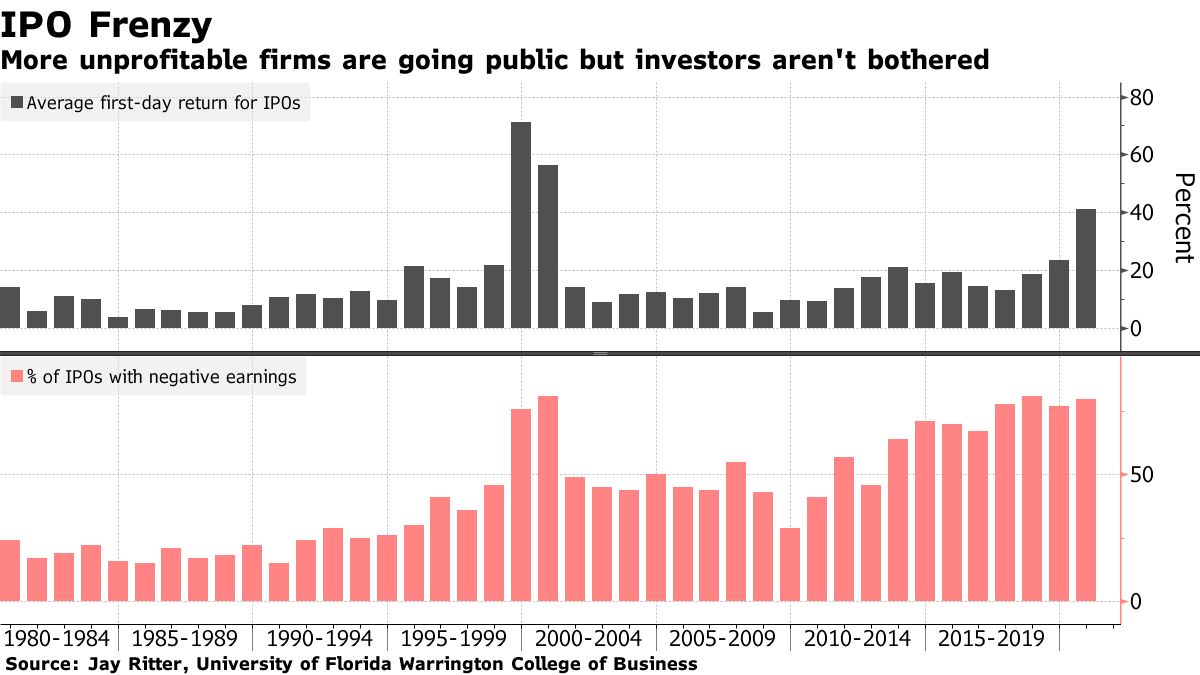 IPO Frenzy
More unprofitable firms are going public but investors aren't bothered
Average first-day return for IPOs
80
60
40
20
0
Percent
% of IPOs with negative earnings
50
0
1980-1984 1985-1989 1990-1994 1995-1999 2000-2004 2005-2009 2010-2014 2015-2019
Source: Jay Ritter, University of Florida Warrington College of Business